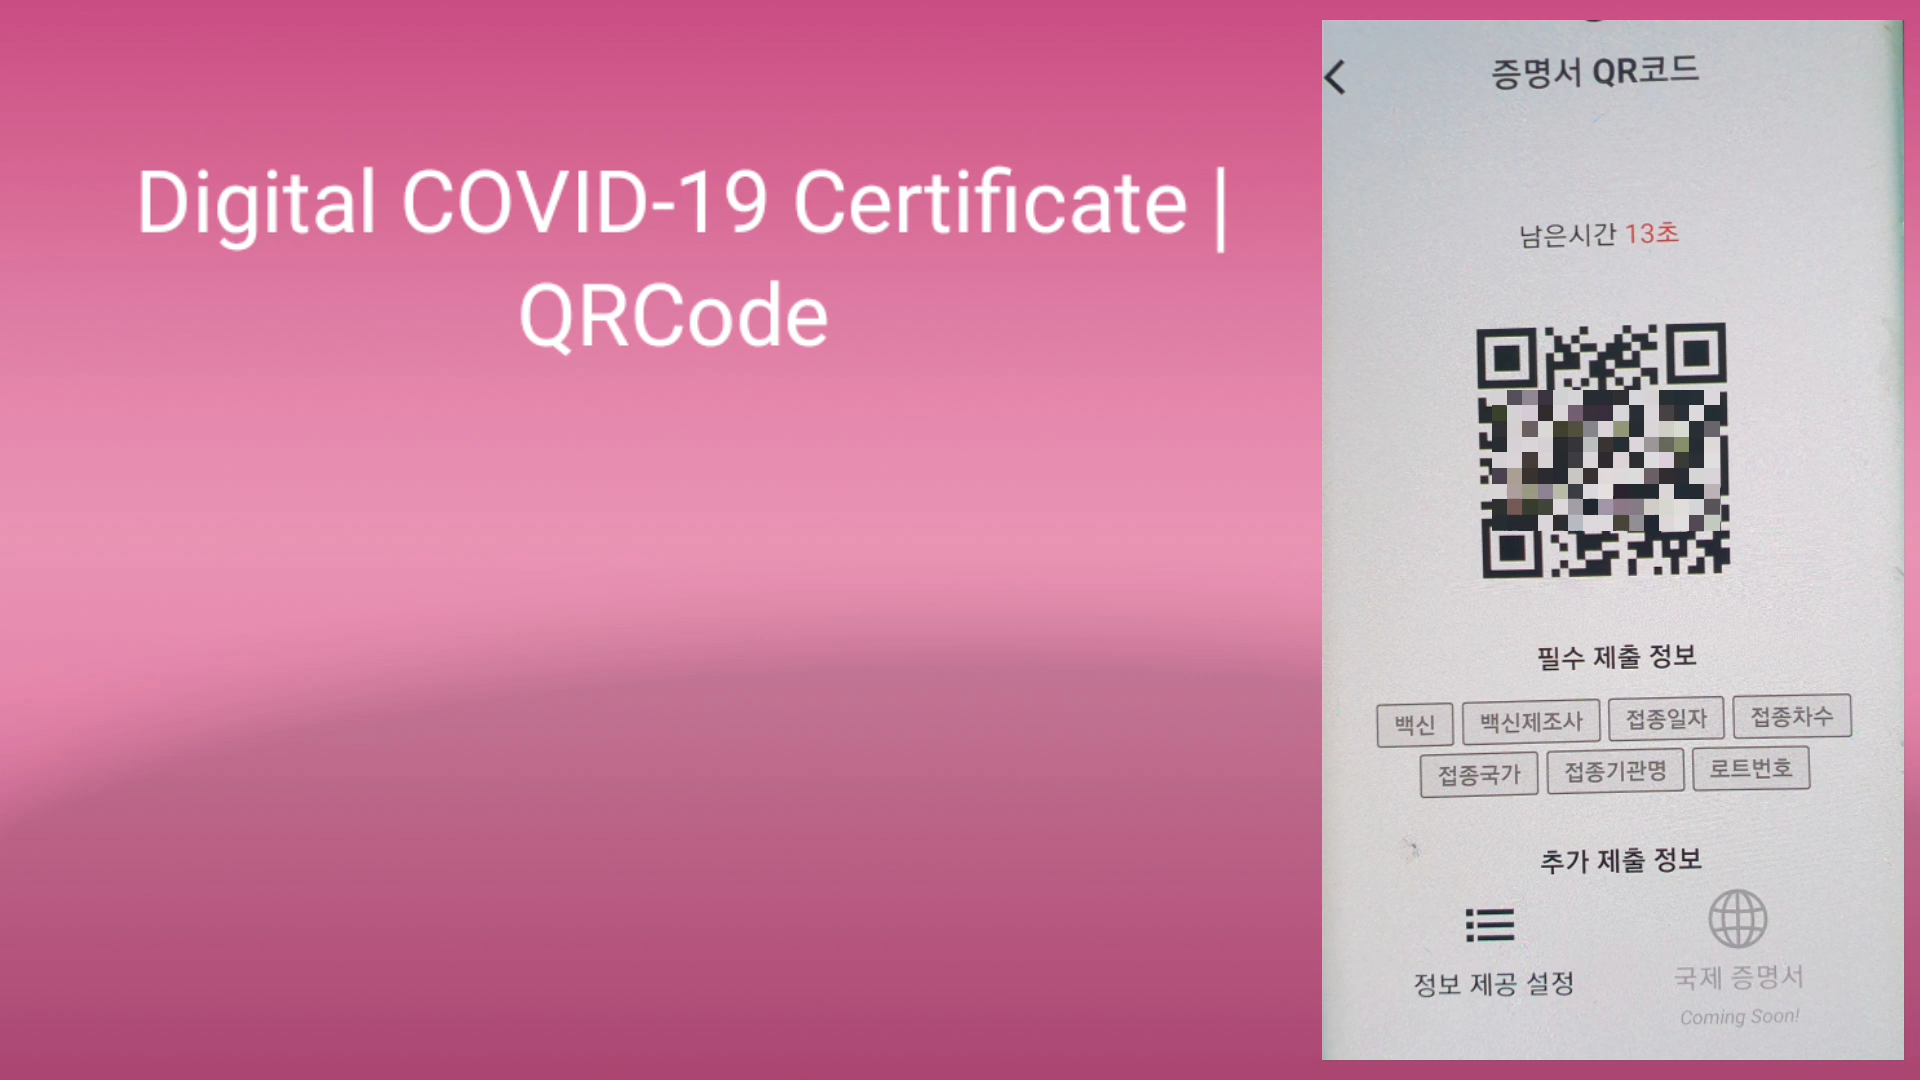 Digital COVID-19 Certificate |
QRCode
증명서 QR코드
남은시간 13초
필수 제출 정보
백신 백신제조사 접종일자 접종차수
접종국가 접종기관명 로트번호
추가 제출 정보
정보 제공 설정
국제 증명서
Coming Soon!